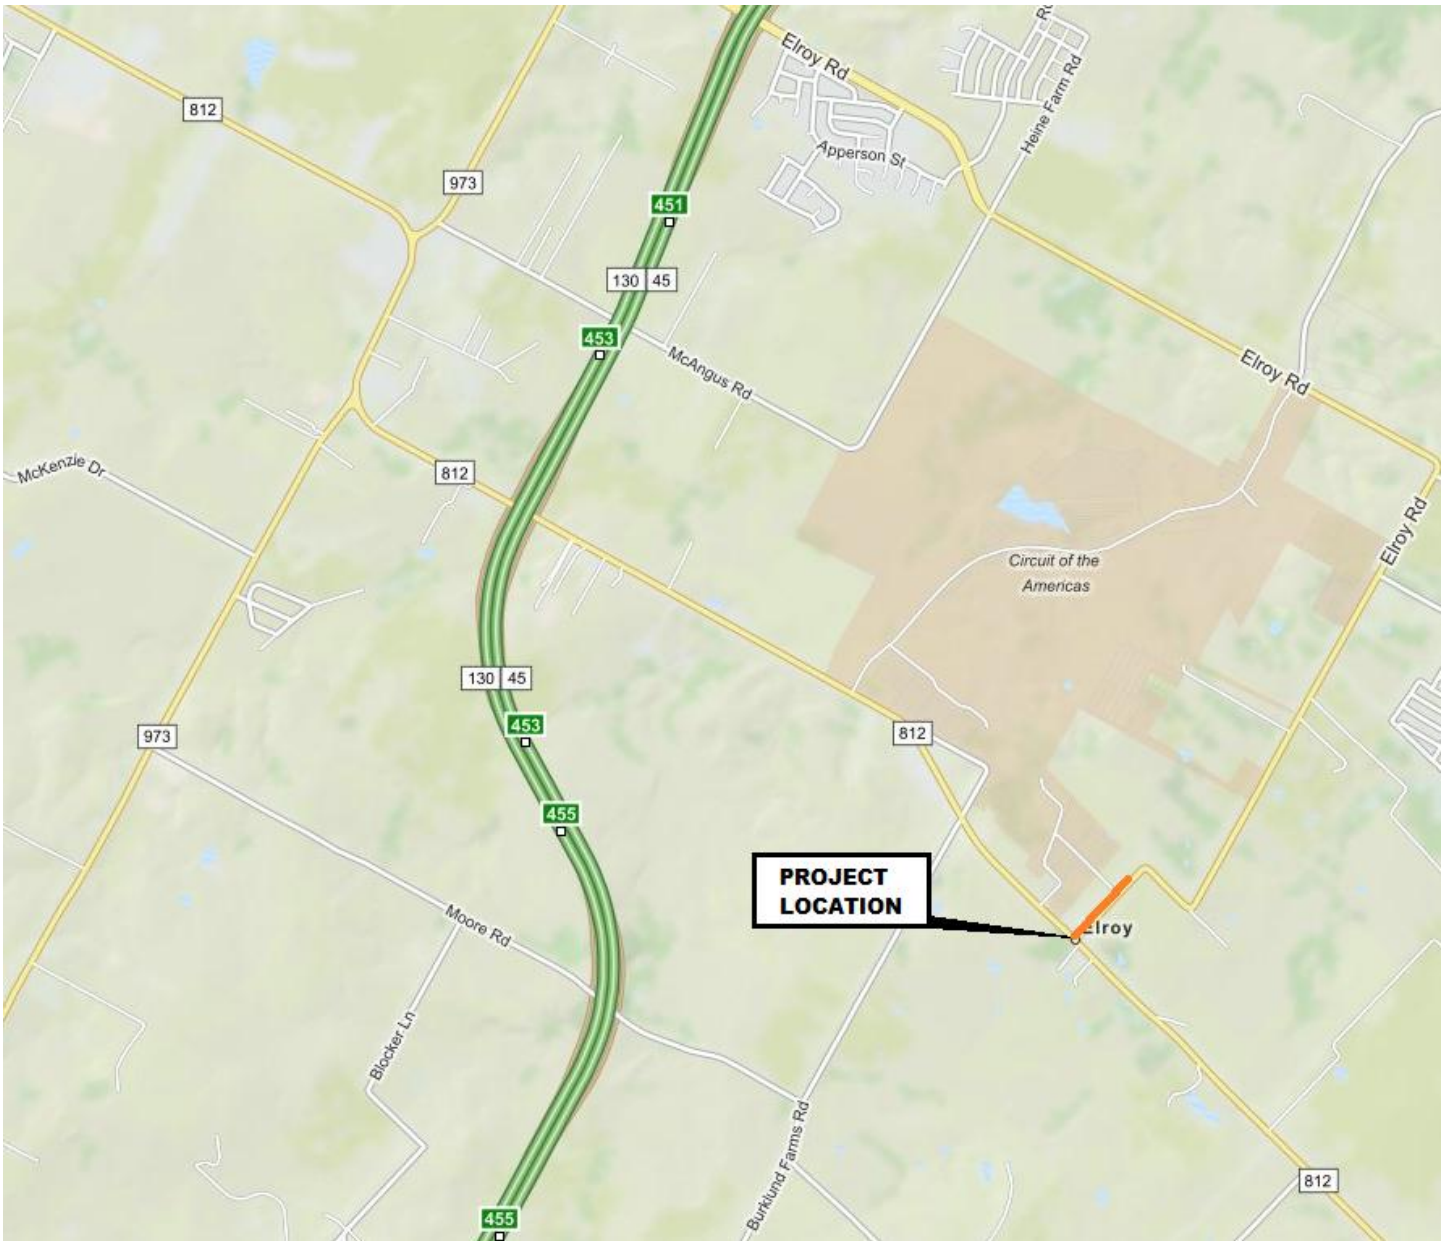 Elroy Rd
Heine Farm Rd
812
Apperson St
973
451
130 45
453
McAngus Rd
Elroy Rd
McKenzie Dr
812
Elroy Rd
Circuit of the
Americas
130 45
973
453
812
455
PROJECT
LOCATION
Moore Rd
Elroy
Blocker Ln
Burklund Farms Rd
812
455